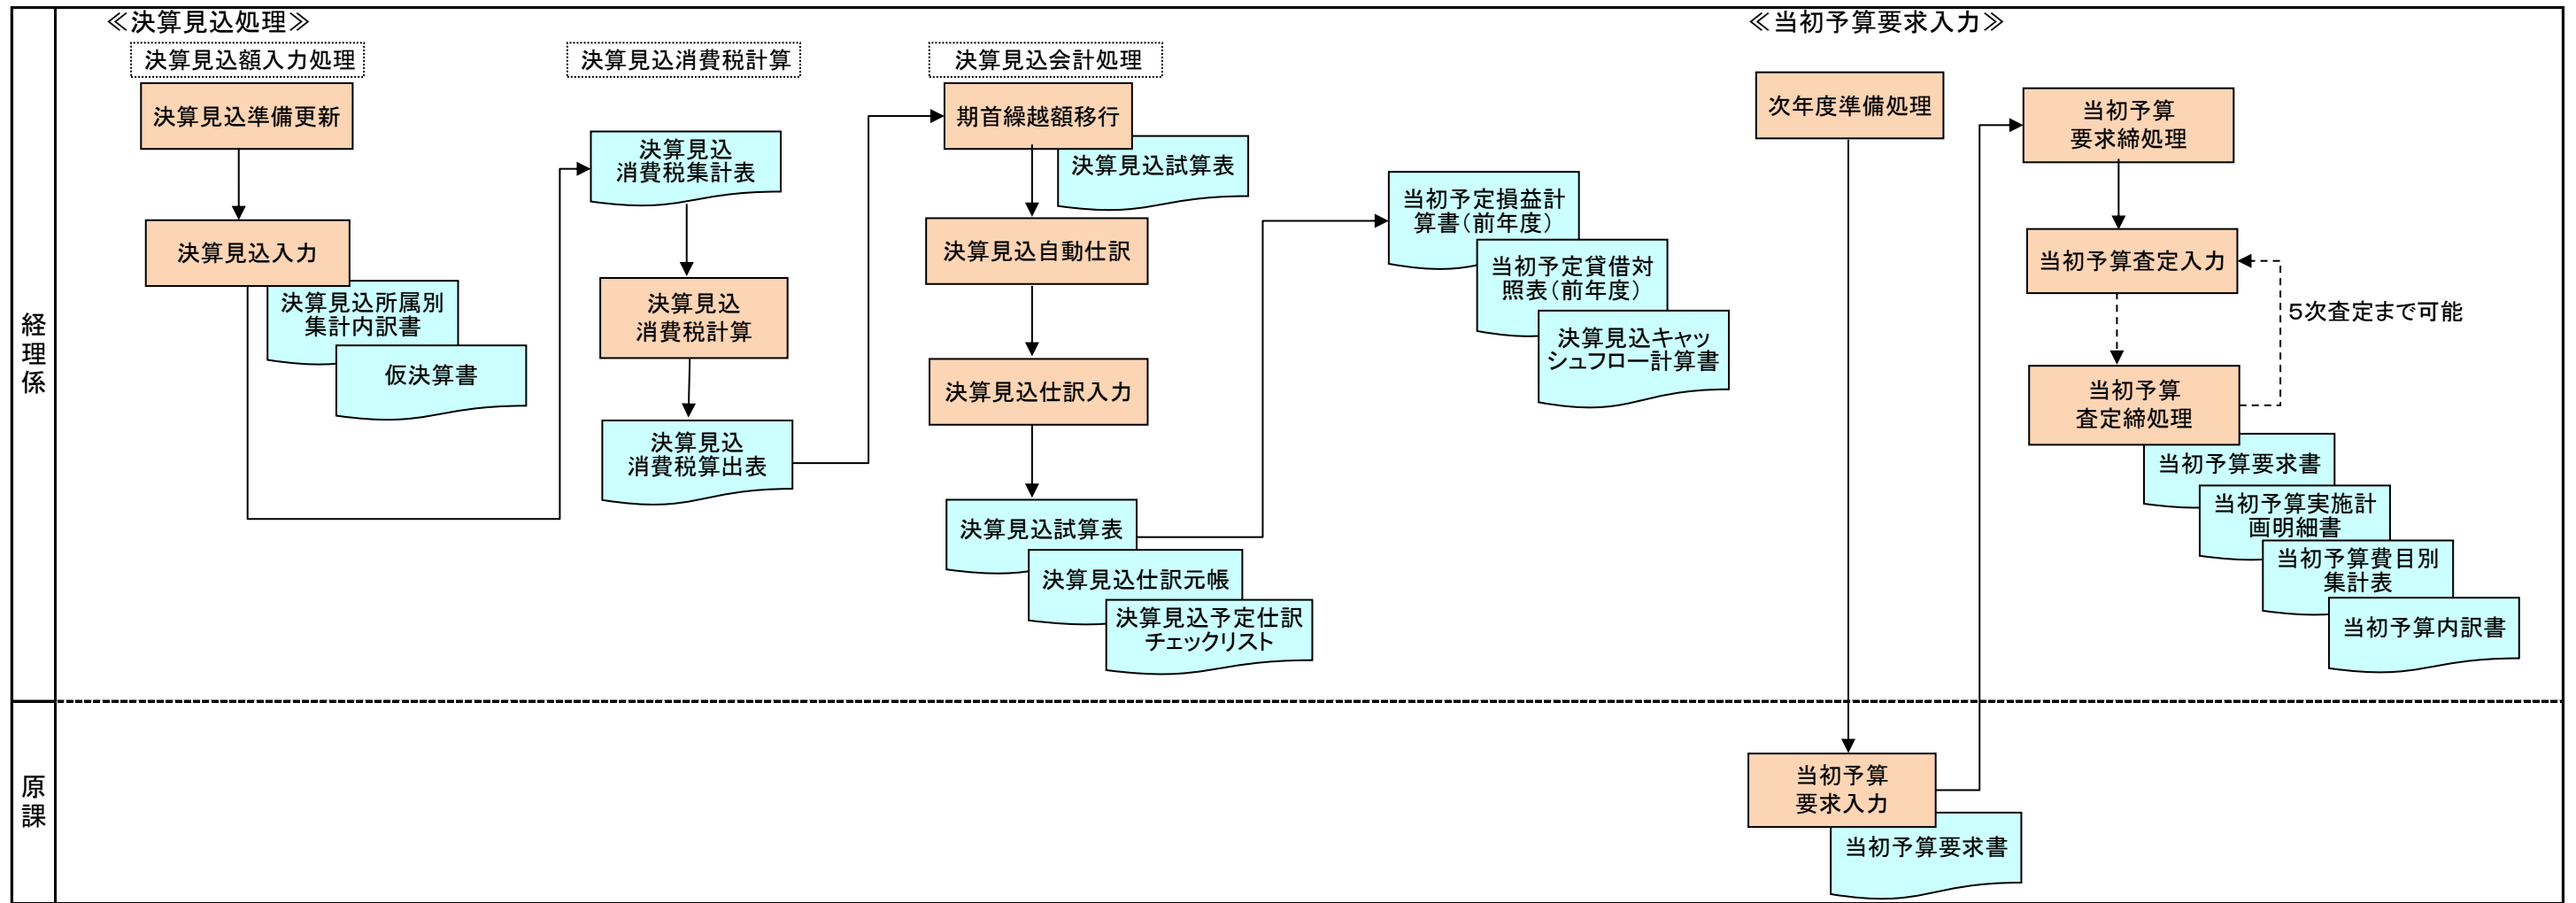 ≪決算見込処理≫
決算見込額入力処理
決算見込準備更新
決算見込入力
決算見込所属別
集計内訳書
仮決算書
決算見込消費税計算
決算見込
消費税集計表
決算見込
消費税計算
決算見込
消費税算出表
決算見込会計処理
期首繰越額移行
決算見込試算表
決算見込自動仕訳
決算見込仕訳入力
決算見込試算表
決算見込仕訳元帳
決算見込予定仕訳
チェックリスト
当初予定損益計
算書(前年度)
当初予定貸借対
照表(前年度)
決算見込キャッ
シュフロー計算書
≪当初予算要求入力≫
次年度準備処理
当初予算
要求締処理
当初予算査定入力
5次査定まで可能
当初予算
査定締処理
当初予算要求書
当初予算実施計
画明細書
当初予算費目別
集計表
当初予算内訳書
経理係
原課
当初予算
要求入力
当初予算要求書